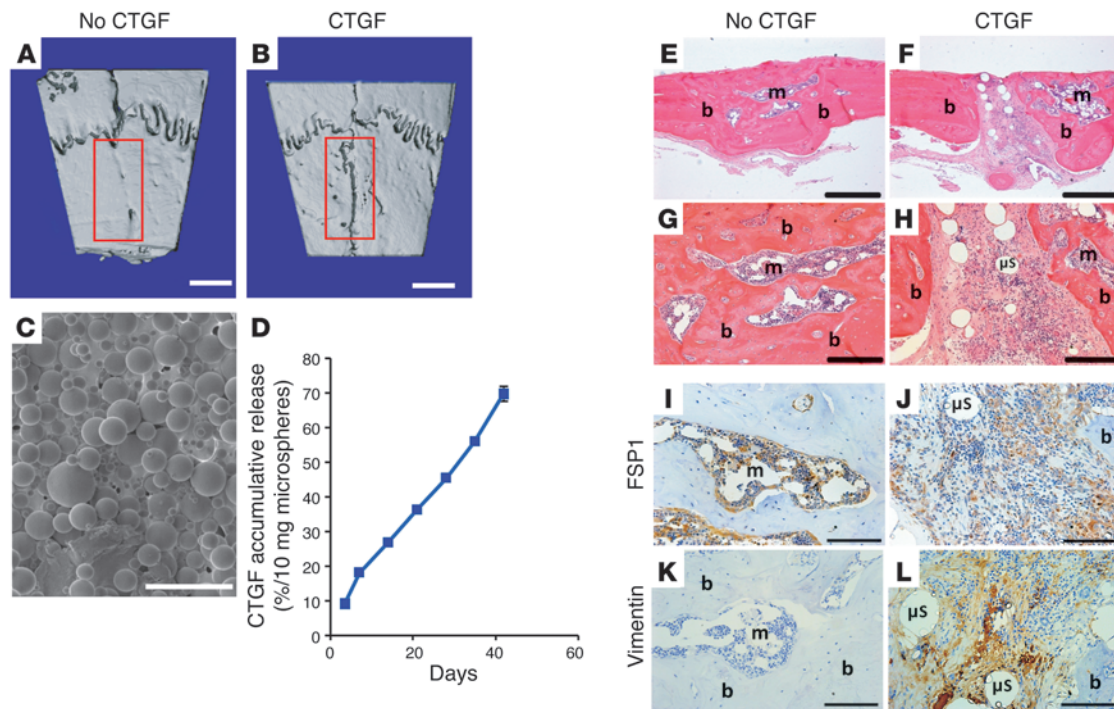 No CTGF
CTGF
A
B
C
D
80
70
60
50
40
30
20
10
0
0
20
40
60
CTGF accumulative release
(%/10 mg microspheres)
Days
No CTGF
CTGF
E
b
m
b
F
b
m
b
G
b
m
b
b
H
b
µS
m
b
FSP1
I
m
J
µS
b
Vimentin
K
b
m
b
b
L
µS
µS
b